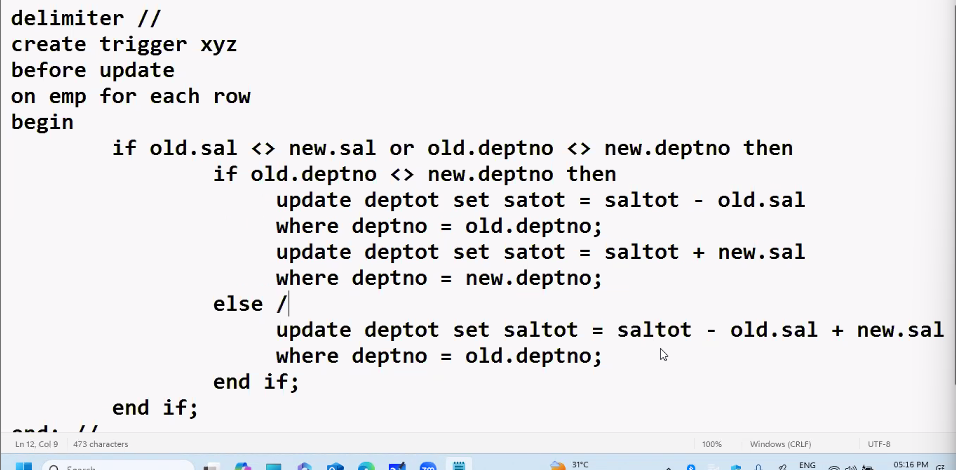 delimiter //
create trigger xyz
before update
on emp for each row
begin
if old.sal <> new.sal or old.deptno <> new.deptno then
if old.deptno <> new.deptno then
update deptot set satot = saltot - old.sal
where deptno = old.deptno;
update deptot set satot = saltot + new.sal
where deptno = new.deptno;
else /
update deptot set saltot = saltot - old.sal + new.sal
where deptno = old.deptno;
end if;
end if;
end; //
Ln 12, Col 9 473 characters 100% Windows (CRLF) UTF-8
Search 31°C ENG 05:16 PM